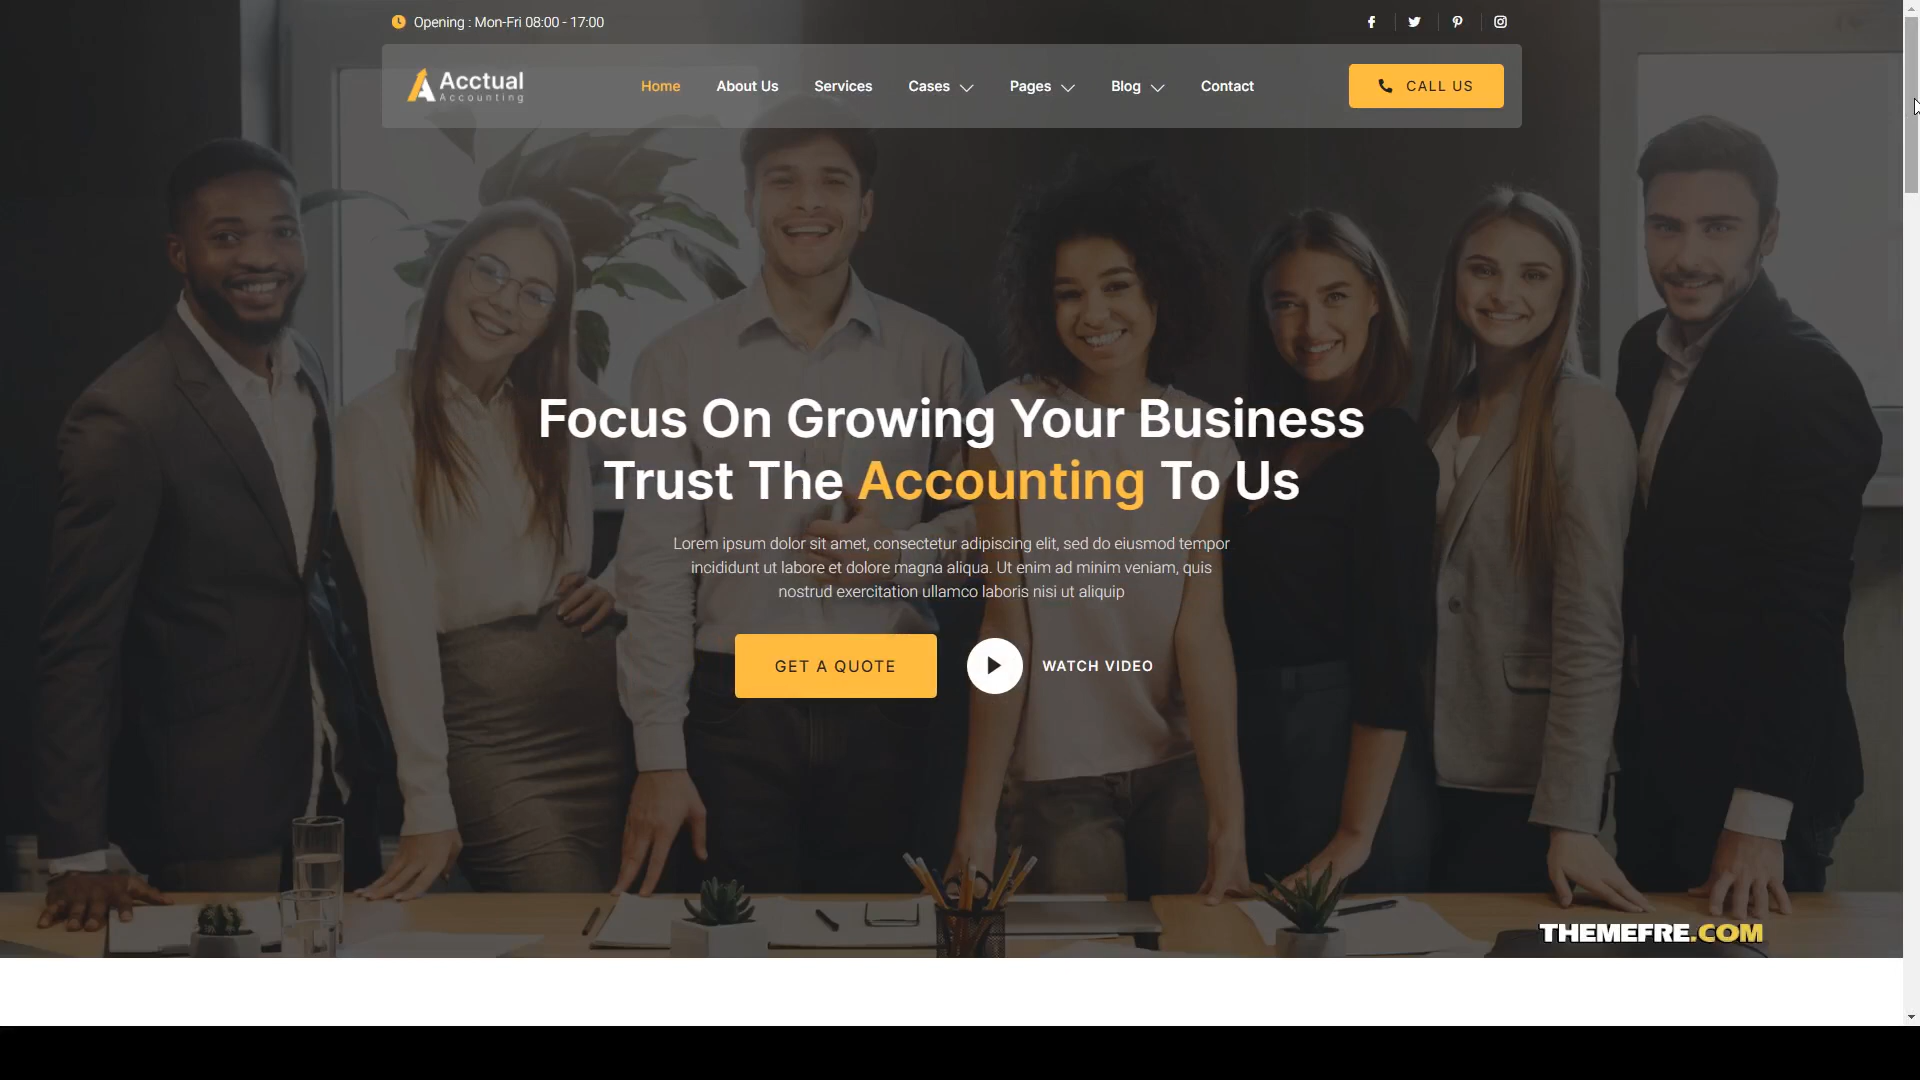 Opening : Mon-Fri 08:00 - 17:00
Acctual
Accounting
Home
About Us
Services
Cases
Pages
Blog
Contact
CALL US
Focus On Growing Your Business
Trust The Accounting To Us
Lorem ipsum dolor sit amet, consectetur adipiscing elit, sed do eiusmod tempor
incididunt ut labore et dolore magna aliqua. Ut enim ad minim veniam, quis
nostrud exercitation ullamco laboris nisi ut aliquip
GET A QUOTE
WATCH VIDEO
THEMEFRE.COM